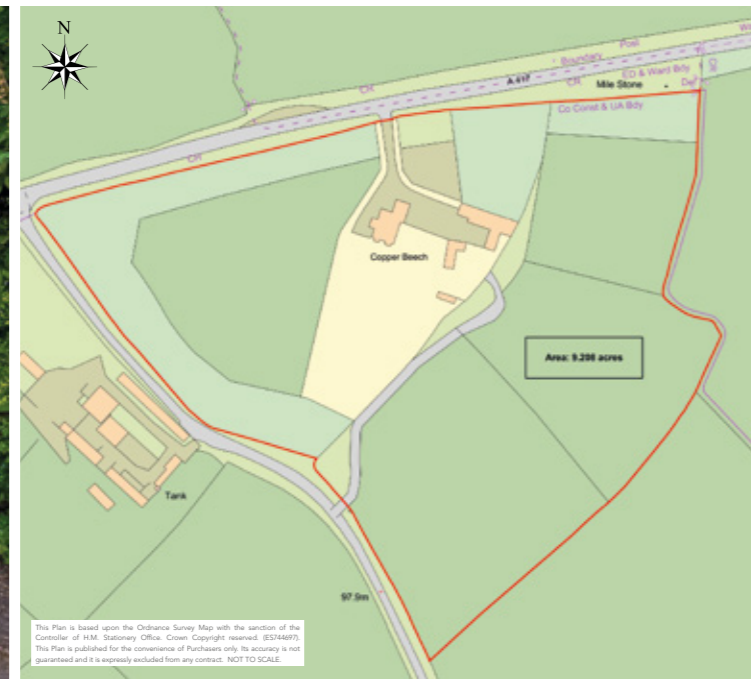 N
Post
Boundary
CR
A 417
ED & Ward Bdy
CR
Mile Stone
Def
CR
Co Const & UA Bdy
CR
Copper Beech
Area: 9.208 acres
Tank
97.9m
This Plan is based upon the Ordnance Survey Map with the sanction of the
Controller of H.M. Stationery Office. Crown Copyright reserved. (ES744697).
This Plan is published for the convenience of Purchasers only. Its accuracy is not
guaranteed and it is expressly excluded from any contract. NOT TO SCALE.